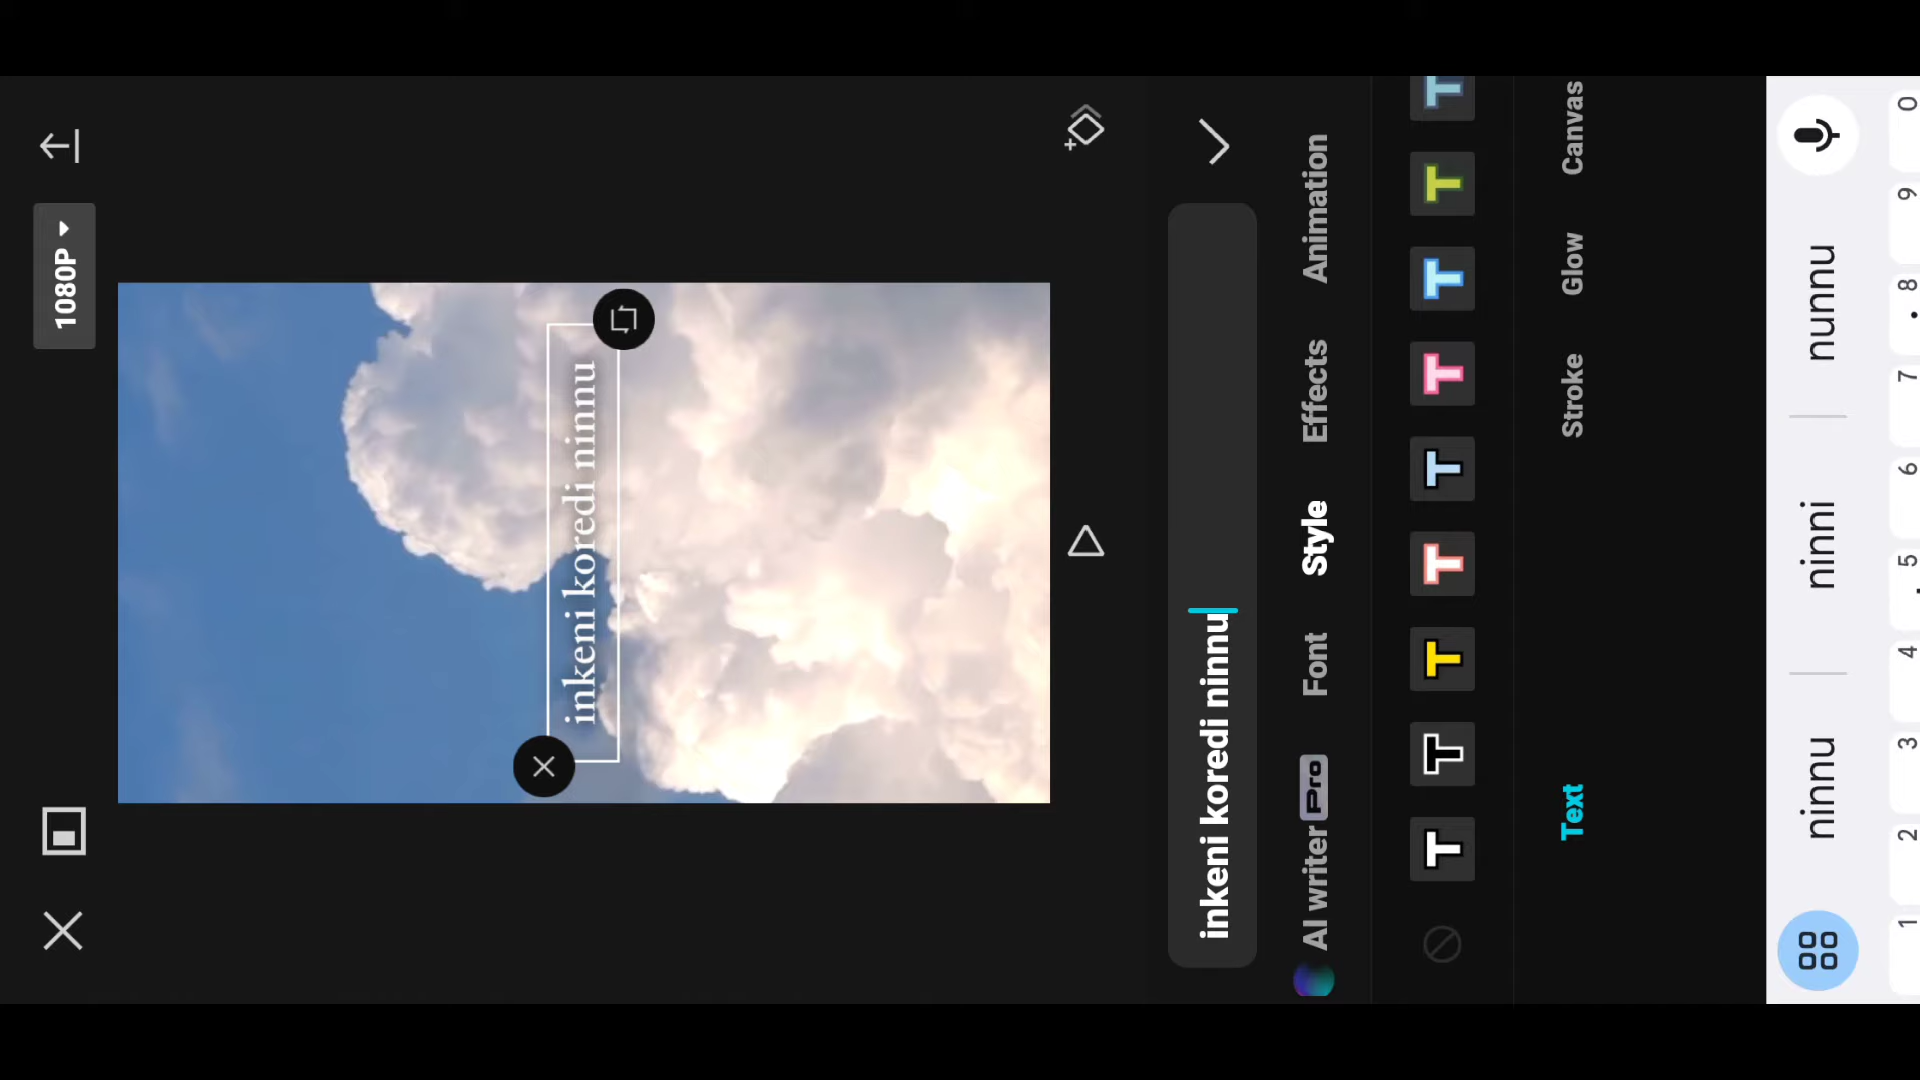 1080P
inkeni koredi ninnu
inkeni koredi ninnu
AI writer Pro Font Style Effects Animation
T T T T T T T T T
Text Stroke Glow Canvas
ninnu ninni nunnu
1 2 3 4 5 6 7 8 9 0